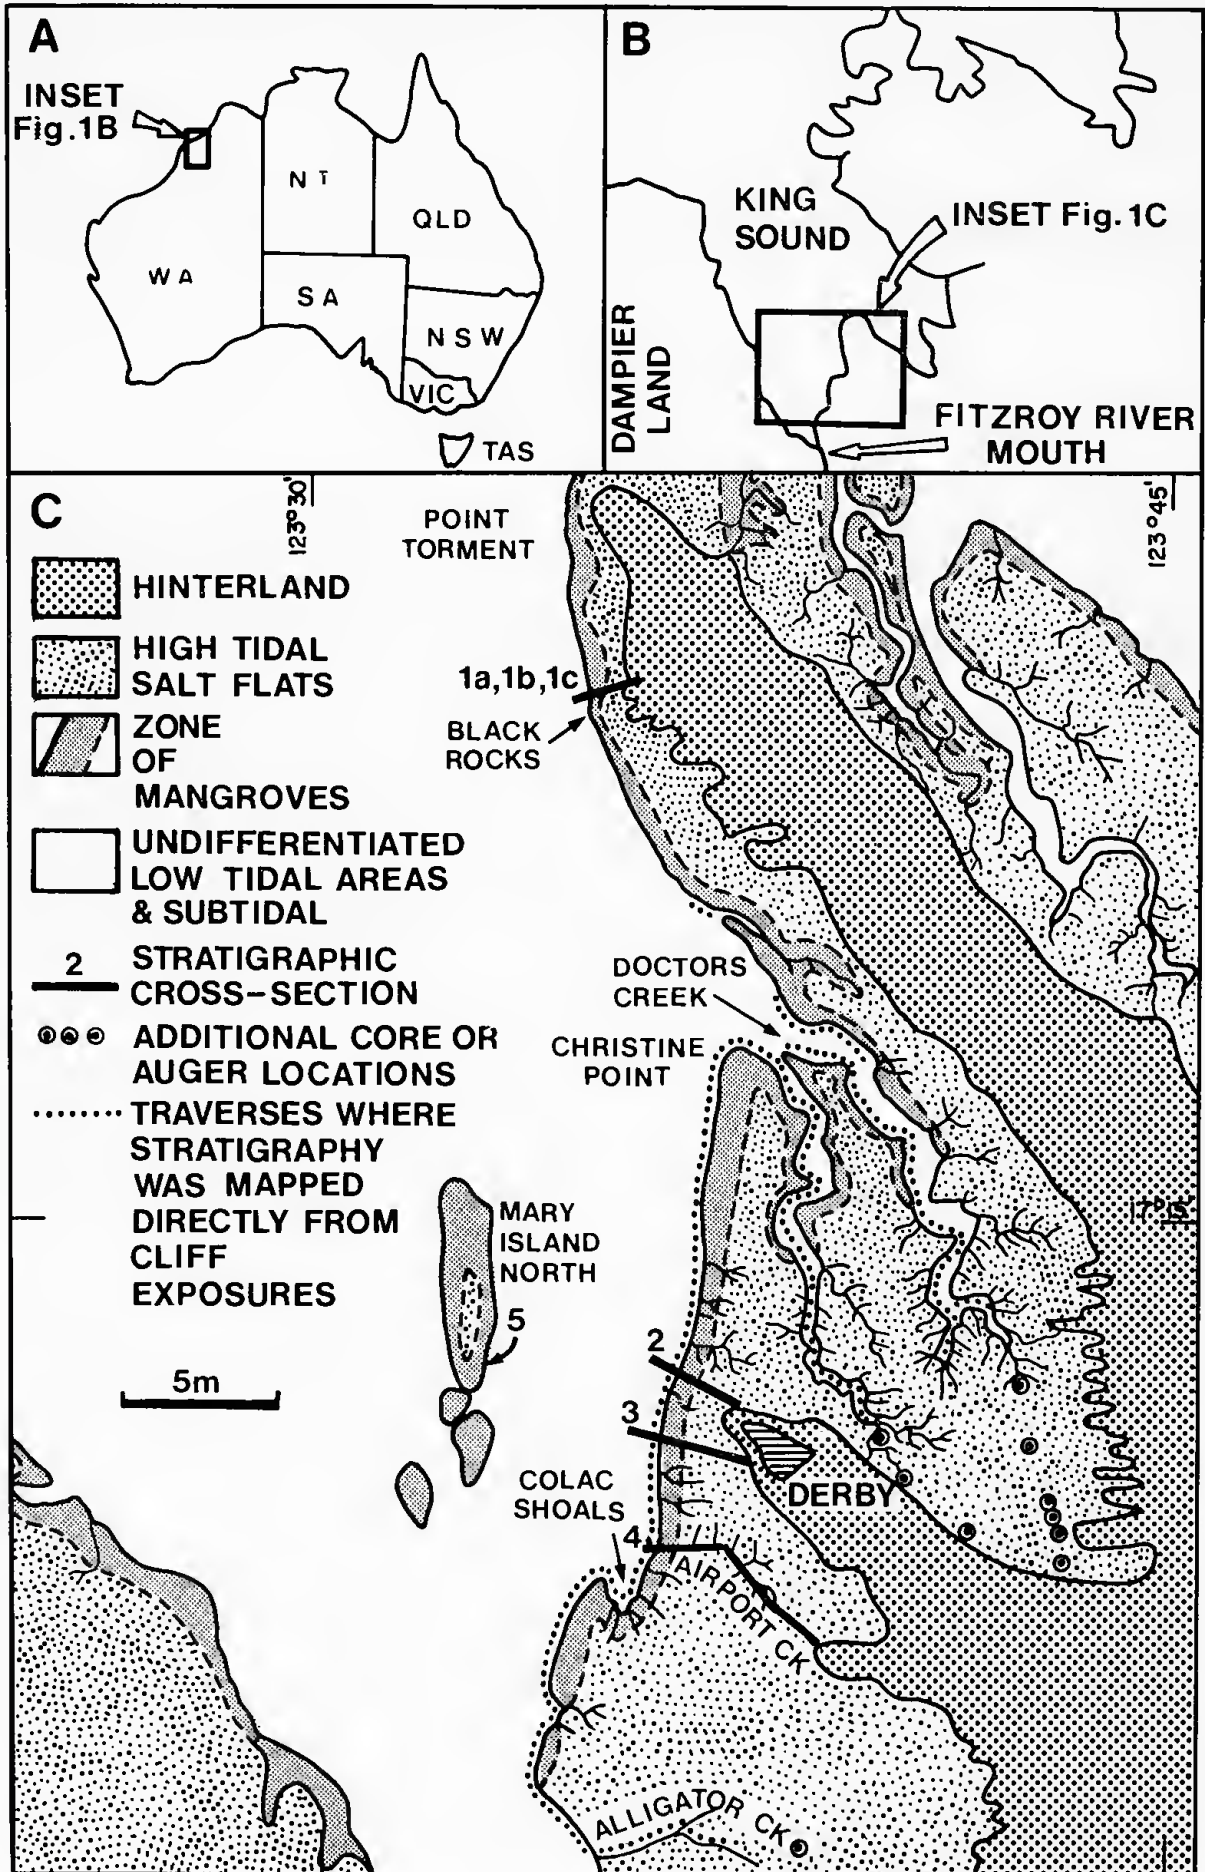 A
INSET
Fig.1B
NT
QLD
WA
SA
NSW
VIC
TAS
B
KING
SOUND
INSET Fig. 1C
DAMPIER
LAND
FITZROY RIVER
MOUTH
C
123°30'
123°45'
POINT
TORMENT
HINTERLAND
HIGH TIDAL
SALT FLATS
ZONE
OF
MANGROVES
UNDIFFERENTIATED
LOW TIDAL AREAS
& SUBTIDAL
2 STRATIGRAPHIC
CROSS-SECTION
ADDITIONAL CORE OR
AUGER LOCATIONS
TRAVERSES WHERE
STRATIGRAPHY
WAS MAPPED
DIRECTLY FROM
CLIFF
EXPOSURES
5m
1a,1b,1c
BLACK
ROCKS
DOCTORS
CREEK
CHRISTINE
POINT
17°15'
MARY
ISLAND
NORTH
5
2
3
DERBY
COLAC
SHOALS
4
AIRPORT CK
ALLIGATOR CK